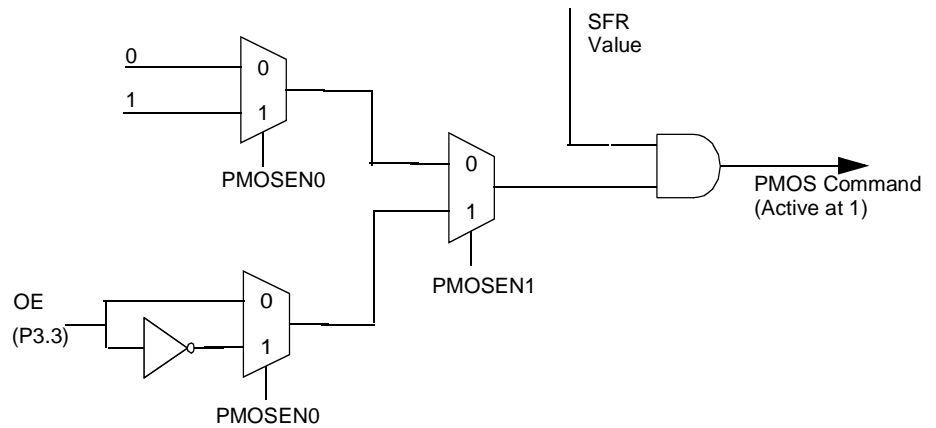 SFR
Value
0
0
1
1
PMOSEN0
0
PMOS Command
(Active at 1)
1
PMOSEN1
OE
(P3.3)
0
1
PMOSEN0